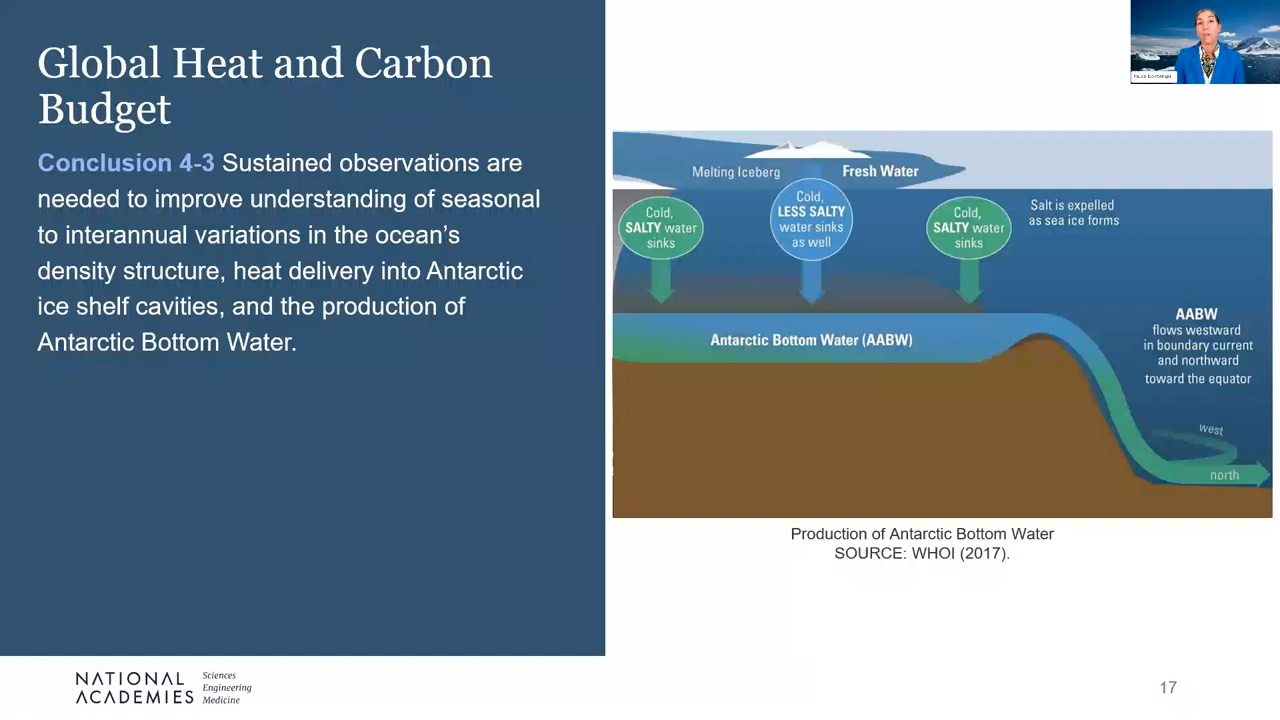 Global Heat and Carbon
Budget
Conclusion 4-3 Sustained observations are
needed to improve understanding of seasonal
to interannual variations in the ocean's
density structure, heat delivery into Antarctic
ice shelf cavities, and the production of
Antarctic Bottom Water.
Melting Iceberg
Fresh Water
Cold,
SALTY water
sinks
Cold,
LESS SALTY
water sinks
as well
Cold,
SALTY water
sinks
Salt is expelled
as sea ice forms
Antarctic Bottom Water (AABW)
AABW
flows westward
in boundary current
and northward
toward the equator
west
north
Production of Antarctic Bottom Water
SOURCE: WHOI (2017).
NATIONAL
ACADEMIES
Sciences
Engineering
Medicine
17